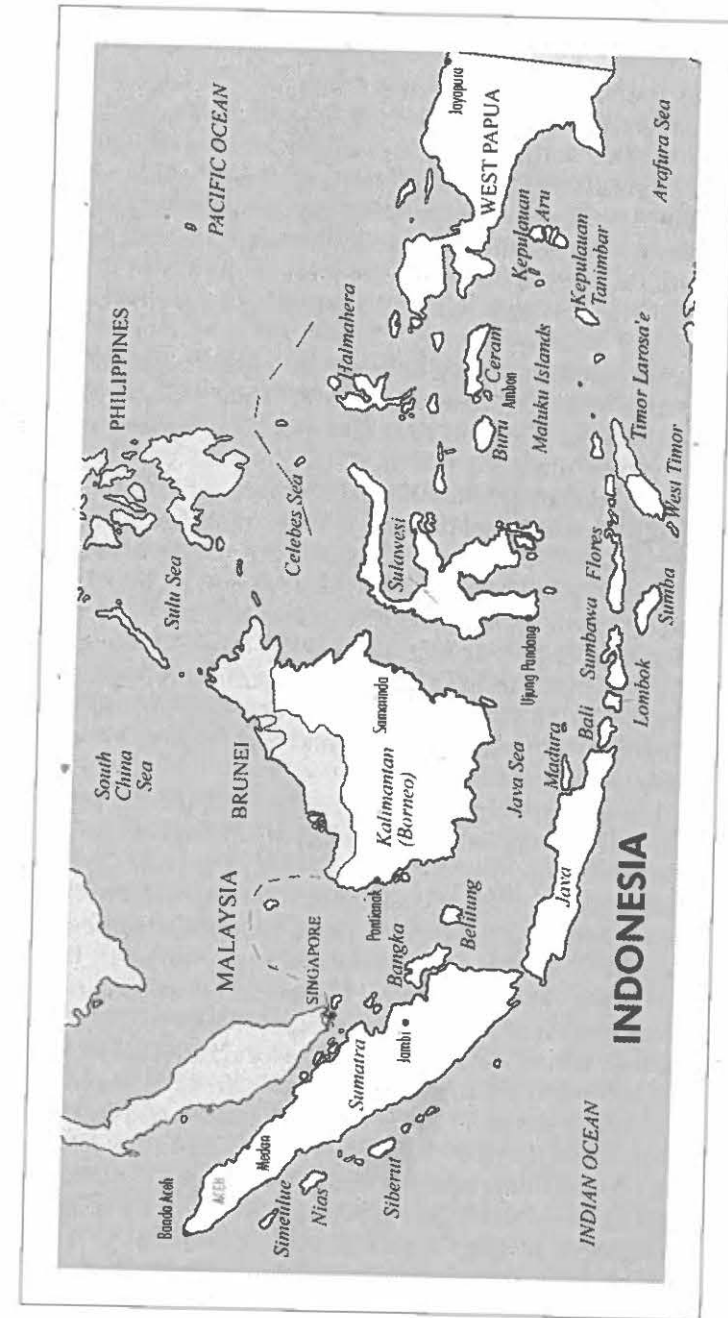 PACIFIC OCEAN
PHILIPPINES
South
China
Sea
Sulu Sea
Celebes Sea
Halmahera
BRUNEI
MALAYSIA
SINGAPORE
Banda Aceh
ACEH
Medan
Simeulue
Nias
Siberut
Sumatra
Jambi
Bangka
Belitung
Pontianak
Kalimantan
(Borneo)
Samarinda
Sulawesi
Ujung Pandang
Buru
Ceram
Ambon
Maluku Islands
Jayapura
WEST PAPUA
Kepulauan
Aru
Kepulauan
Tanimbar
Arafura Sea
Java Sea
Java
Madura
Bali
Lombok
Sumbawa
Flores
Sumba
West Timor
Timor Larosa'e
INDIAN OCEAN
INDONESIA